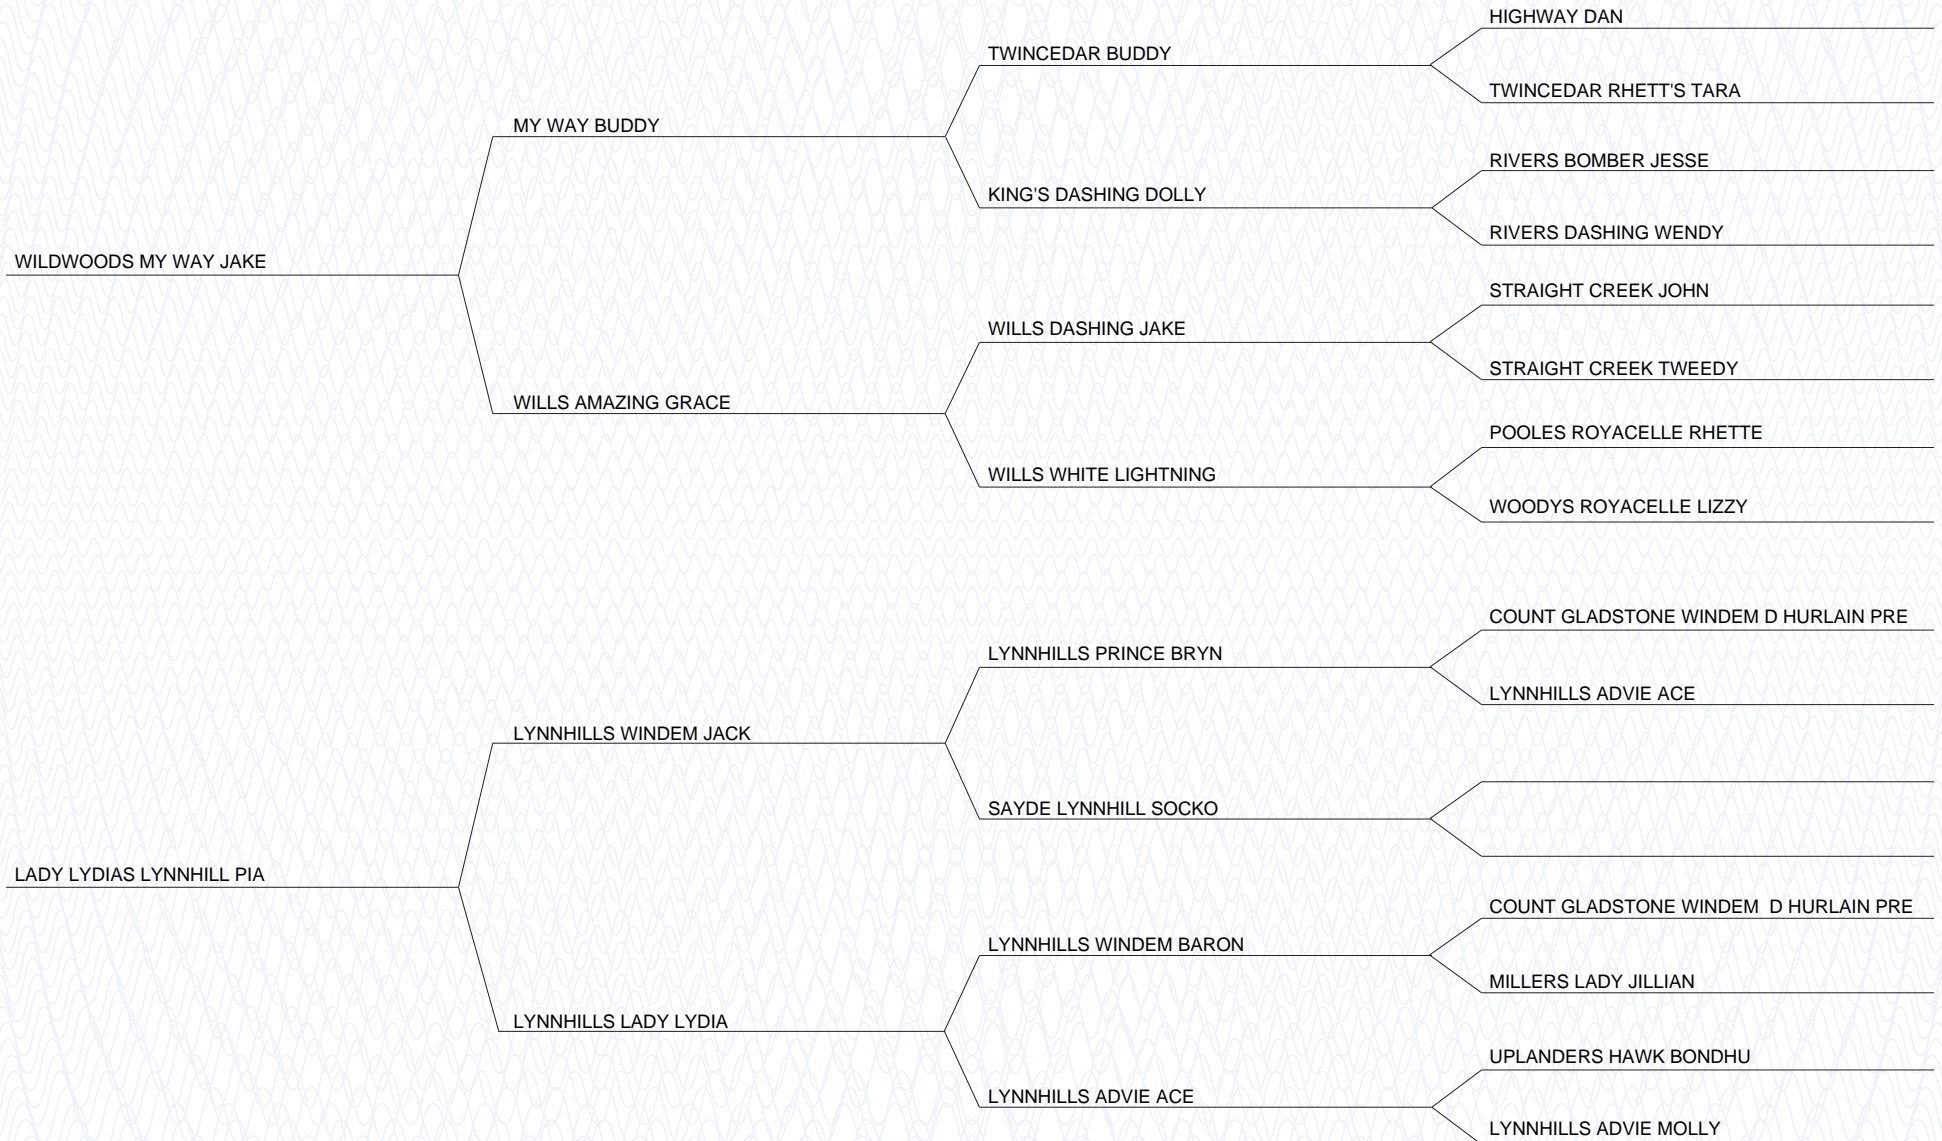 HIGHWAY DAN
TWINCEDAR BUDDY
TWINCEDAR RHETT'S TARA
MY WAY BUDDY
RIVERS BOMBER JESSE
KING'S DASHING DOLLY
RIVERS DASHING WENDY
WILDWOODS MY WAY JAKE
STRAIGHT CREEK JOHN
WILLS DASHING JAKE
STRAIGHT CREEK TWEEDY
WILLS AMAZING GRACE
POOLES ROYACELLE RHETTE
WILLS WHITE LIGHTNING
WOODYS ROYACELLE LIZZY
COUNT GLADSTONE WINDEM D HURLAIN PRE
LYNNHILLS PRINCE BRYN
LYNNHILLS ADVIE ACE
LYNNHILLS WINDEM JACK
SAYDE LYNNHILL SOCKO
LADY LYDIAS LYNNHILL PIA
COUNT GLADSTONE WINDEM  D HURLAIN PRE
LYNNHILLS WINDEM BARON
MILLERS LADY JILLIAN
LYNNHILLS LADY LYDIA
UPLANDERS HAWK BONDHU
LYNNHILLS ADVIE ACE
LYNNHILLS ADVIE MOLLY